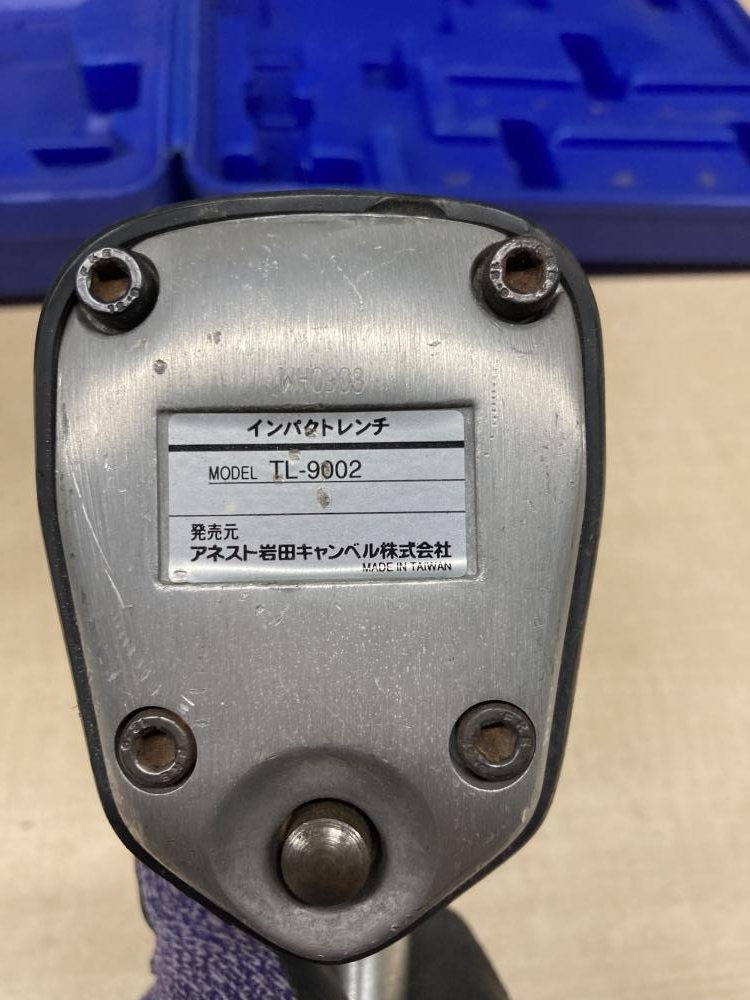 WH0903
インパクトレンチ
MODEL TL-9002
発売元
アネスト岩田キャンベル株式会社
MADE IN TAIWAN